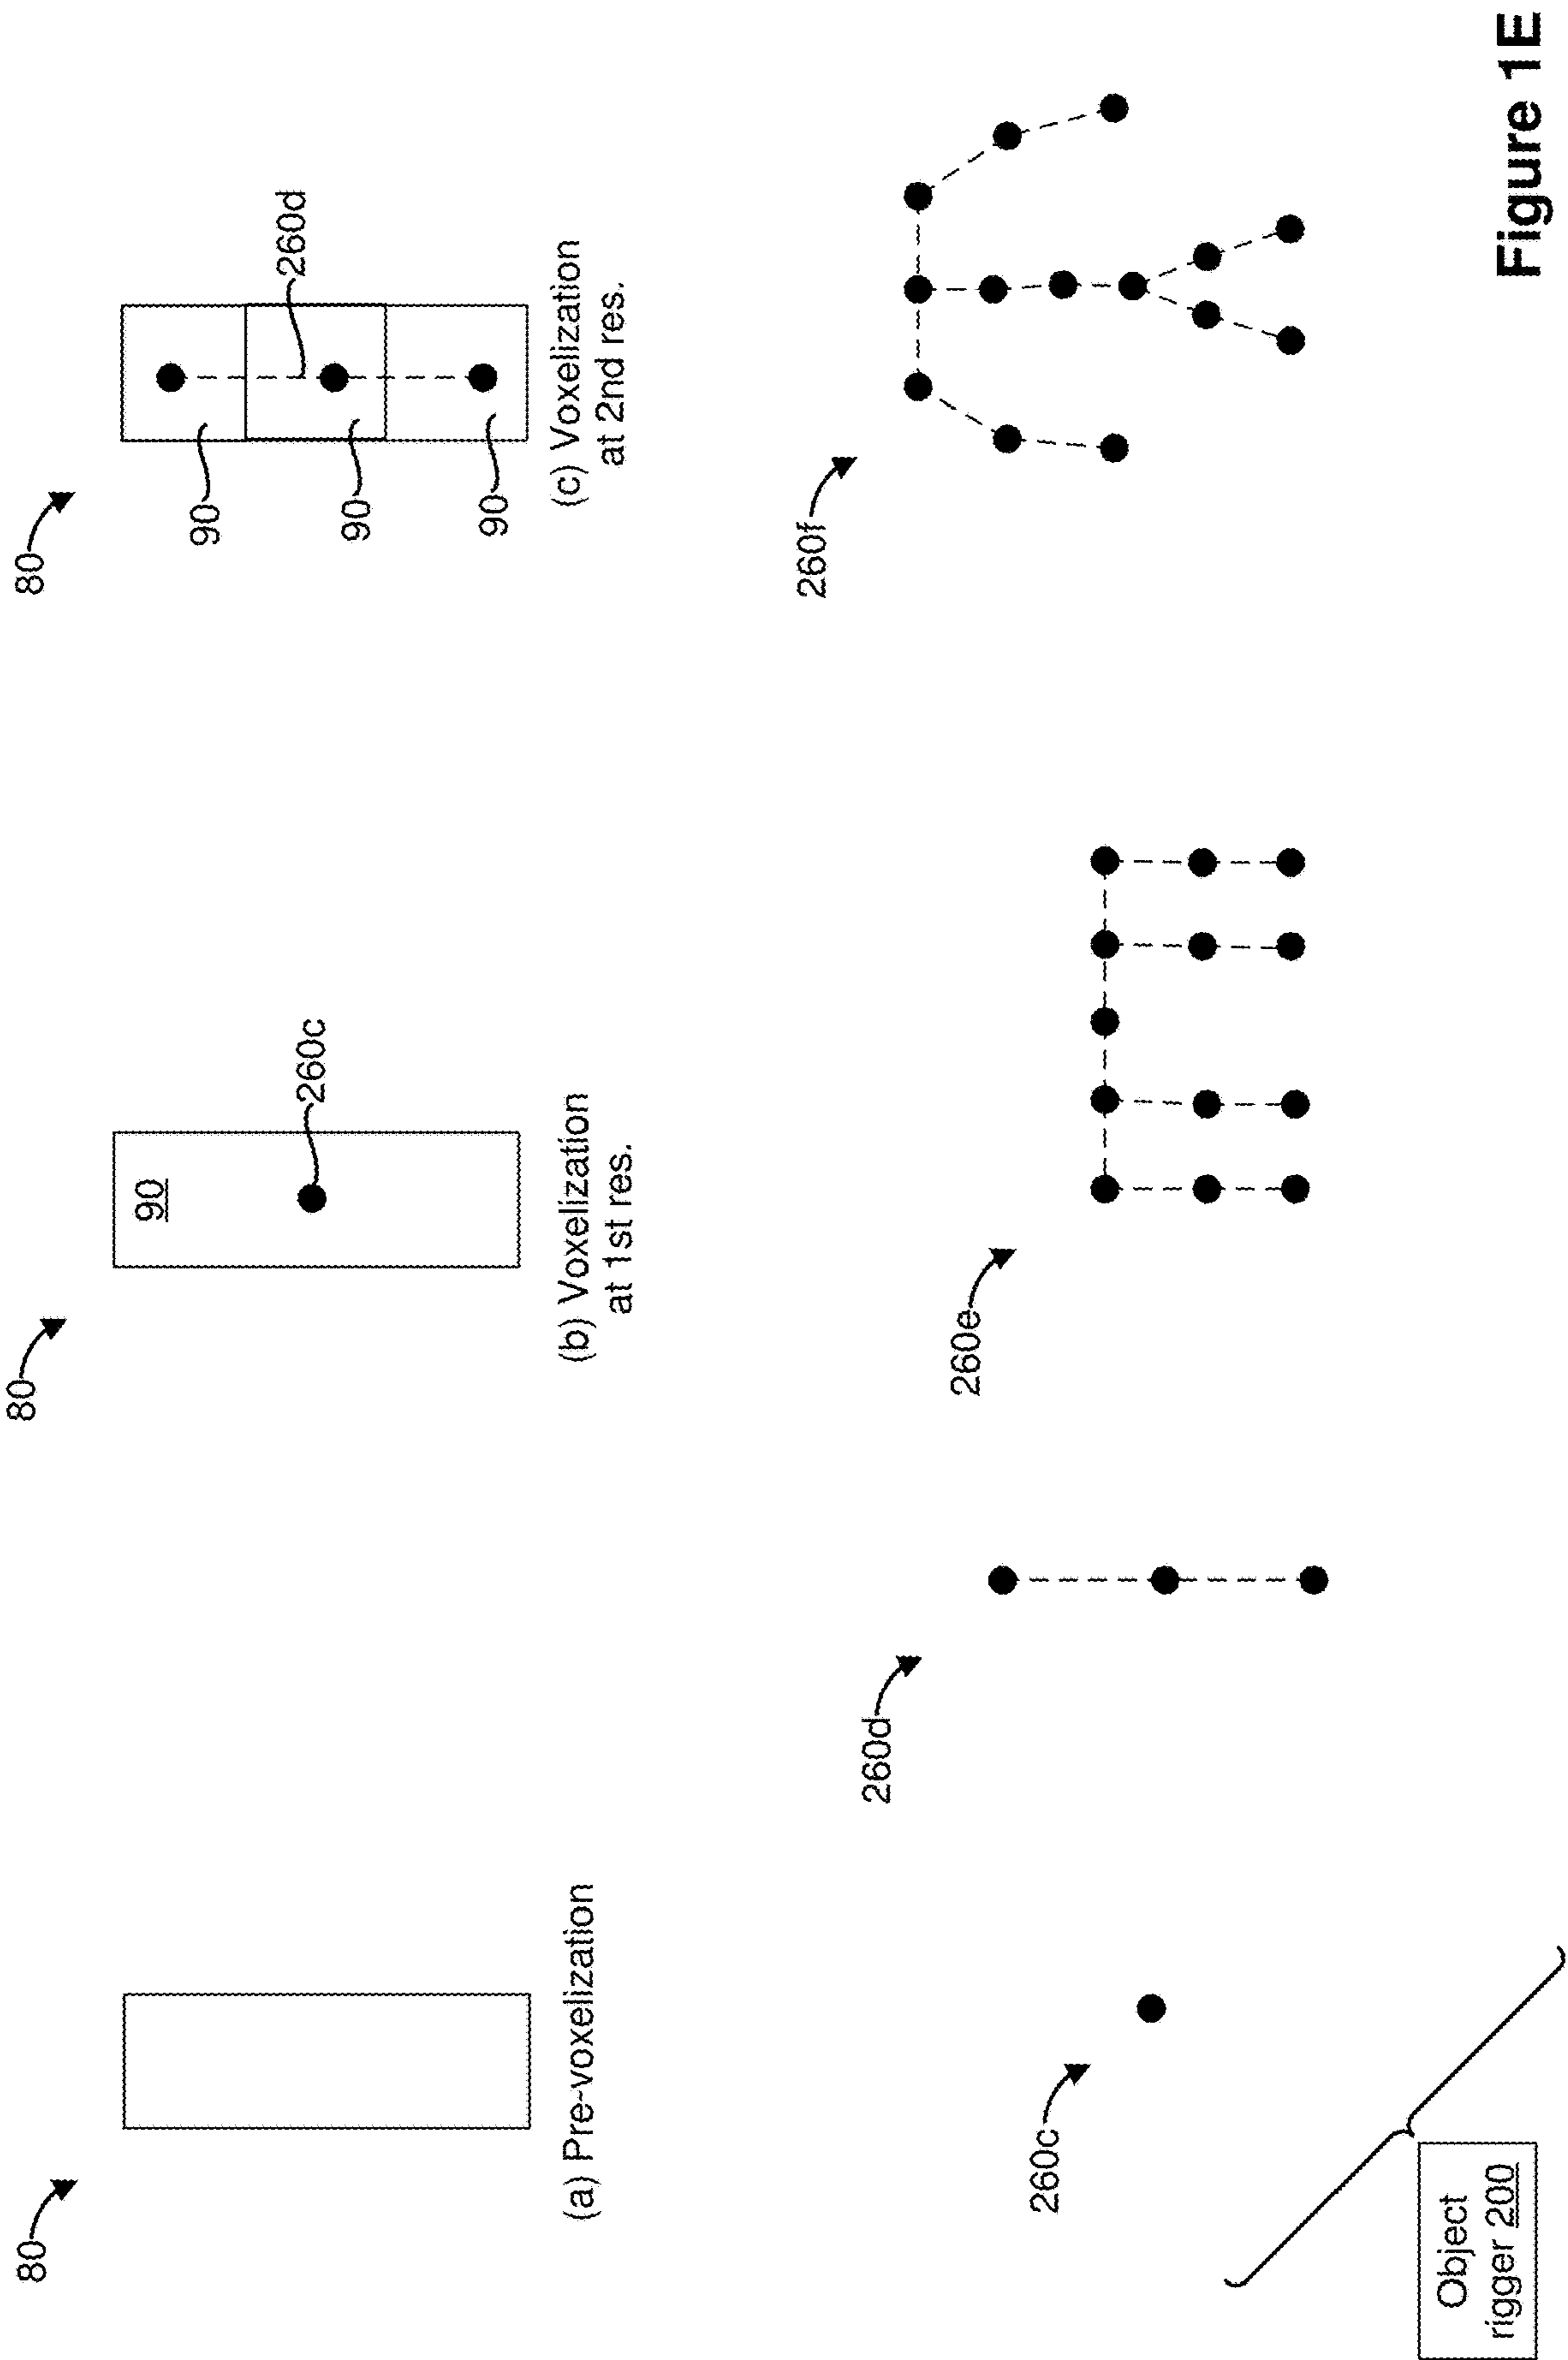 80
(a) Pre-voxelization
80
90
260c
(b) Voxelization
at 1st res.
80
90
90
90
260d
(c) Voxelization
at 2nd res.
260c
260d
260e
260f
Object
rigger 200
Figure 1E